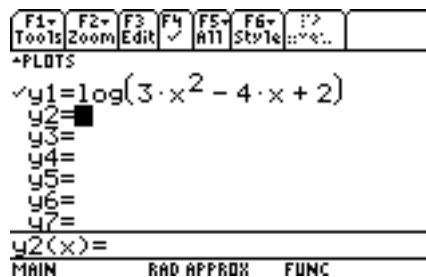 F1 Tools F2 Zoom F3 Edit F4 ✓ F5 All F6 Style
PLOTS
✓y1=log(3·x²-4·x+2)
y2=
y3=
y4=
y5=
y6=
y7=
y2(x)=
MAIN RAD APPROX FUNC